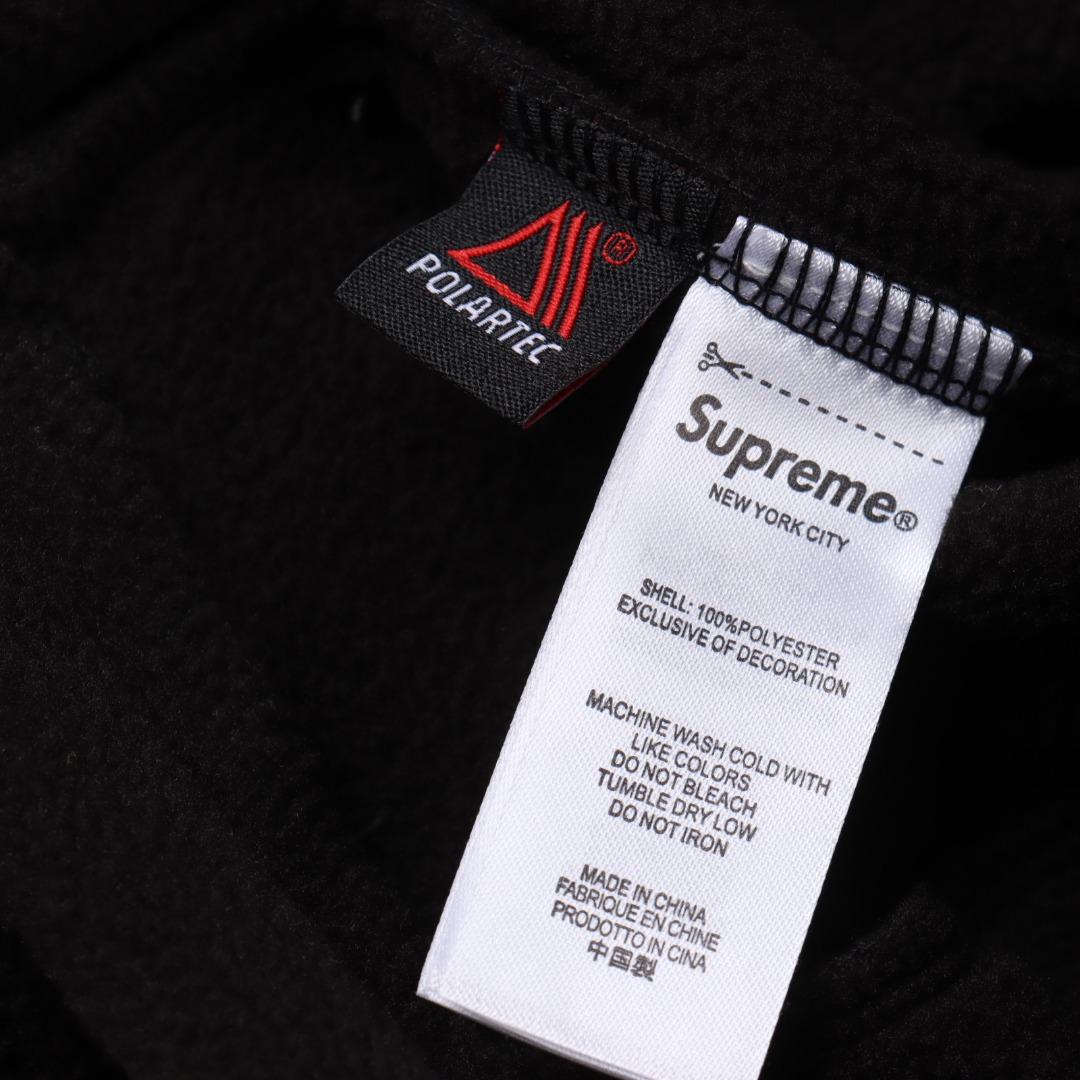 POLARTEC
®
Supreme®
NEW YORK CITY
SHELL: 100%POLYESTER
EXCLUSIVE OF DECORATION
MACHINE WASH COLD WITH
LIKE COLORS
DO NOT BLEACH
TUMBLE DRY LOW
DO NOT IRON
MADE IN CHINA
FABRIQUE EN CHINE
PRODOTTO IN CINA
中国製